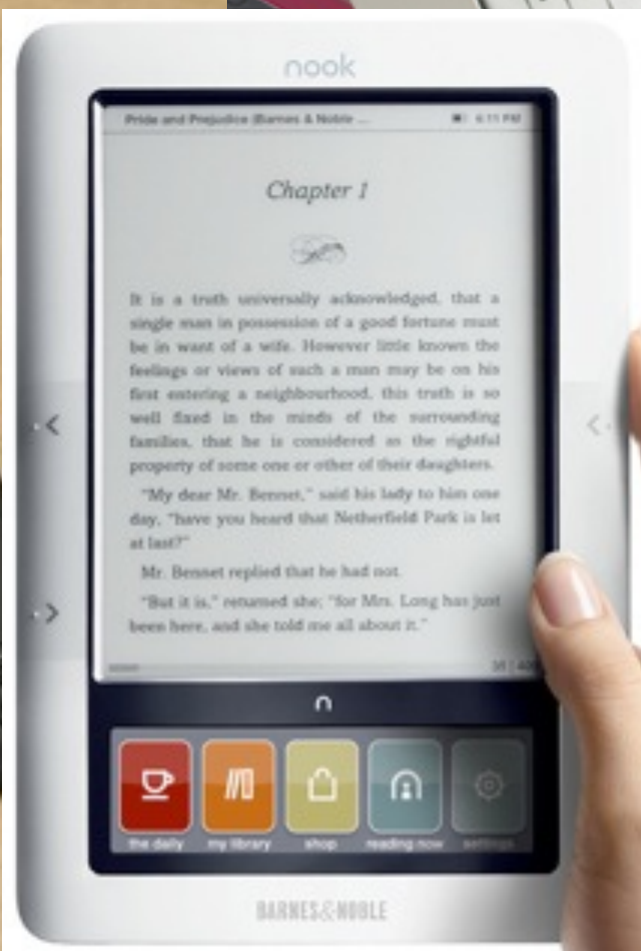 nook
Pride and Prejudice (Barnes & Noble ... 6:11 PM
Chapter 1
It is a truth universally acknowledged, that a
single man in possession of a good fortune must
be in want of a wife. However little known the
feelings or views of such a man may be on his
first entering a neighbourhood, this truth is so
well fixed in the minds of the surrounding
families, that he is considered as the rightful
property of some one or other of their daughters.
"My dear Mr. Bennet," said his lady to him one
day, "have you heard that Netherfield Park is let
at last?"
Mr. Bennet replied that he had not.
"But it is," returned she; "for Mrs. Long has just
been here, and she told me all about it."
the daily my library shop reading now settings
BARNES&NOBLE